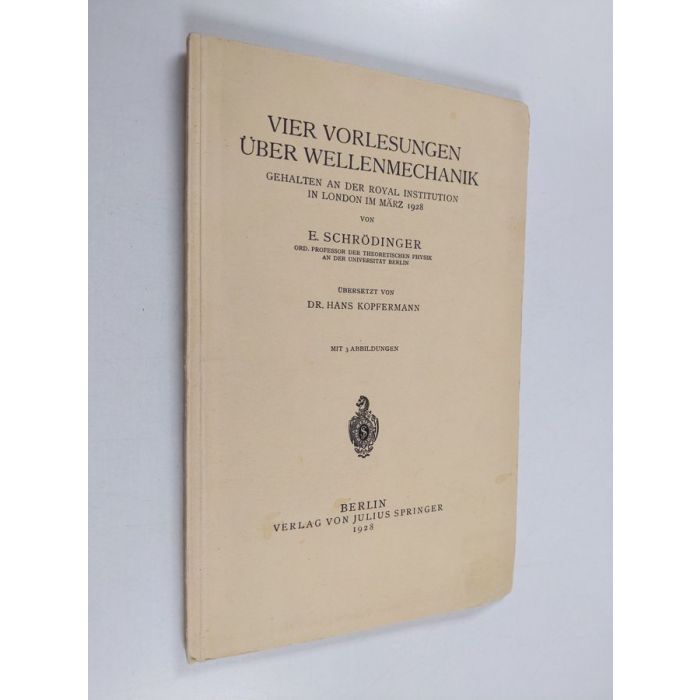 VIER VORLESUNGEN
ÜBER WELLENMECHANIK
GEHALTEN AN DER ROYAL INSTITUTION
IN LONDON IM MÄRZ 1928
VON
E. SCHRÖDINGER
ORD. PROFESSOR DER THEORETISCHEN PHYSIK
AN DER UNIVERSITÄT BERLIN
ÜBERSETZT VON
DR. HANS KOPFERMANN
MIT 3 ABBILDUNGEN
BERLIN
VERLAG VON JULIUS SPRINGER
1928